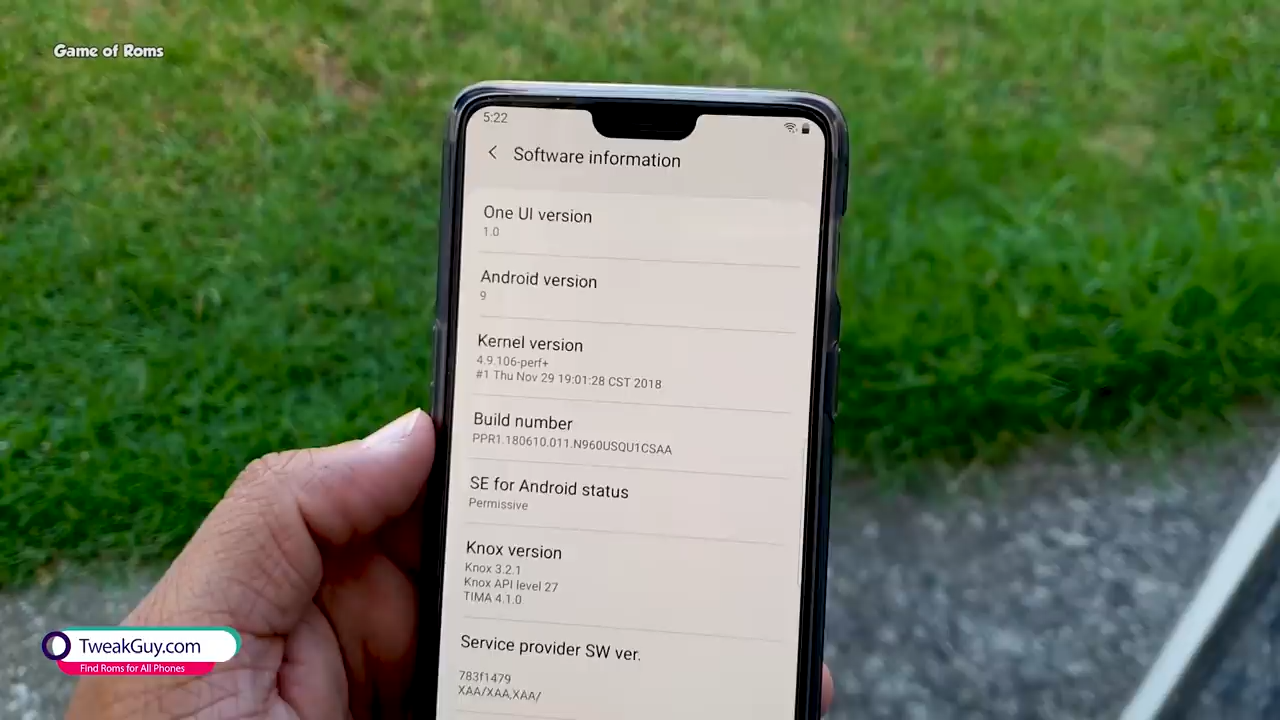 Game of Roms
5:22
Software information
One UI version
1.0
Android version
9
Kernel version
4.9.106-perf+
#1 Thu Nov 29 19:01:28 CST 2018
Build number
PPR1.180610.011.N960USQU1CSAA
SE for Android status
Permissive
Knox version
Knox 3.2.1
Knox API level 27
TIMA 4.1.0
Service provider SW ver.
783f1479
XAA/XAA,XAA/
TweakGuy.com
Find Roms for All Phones